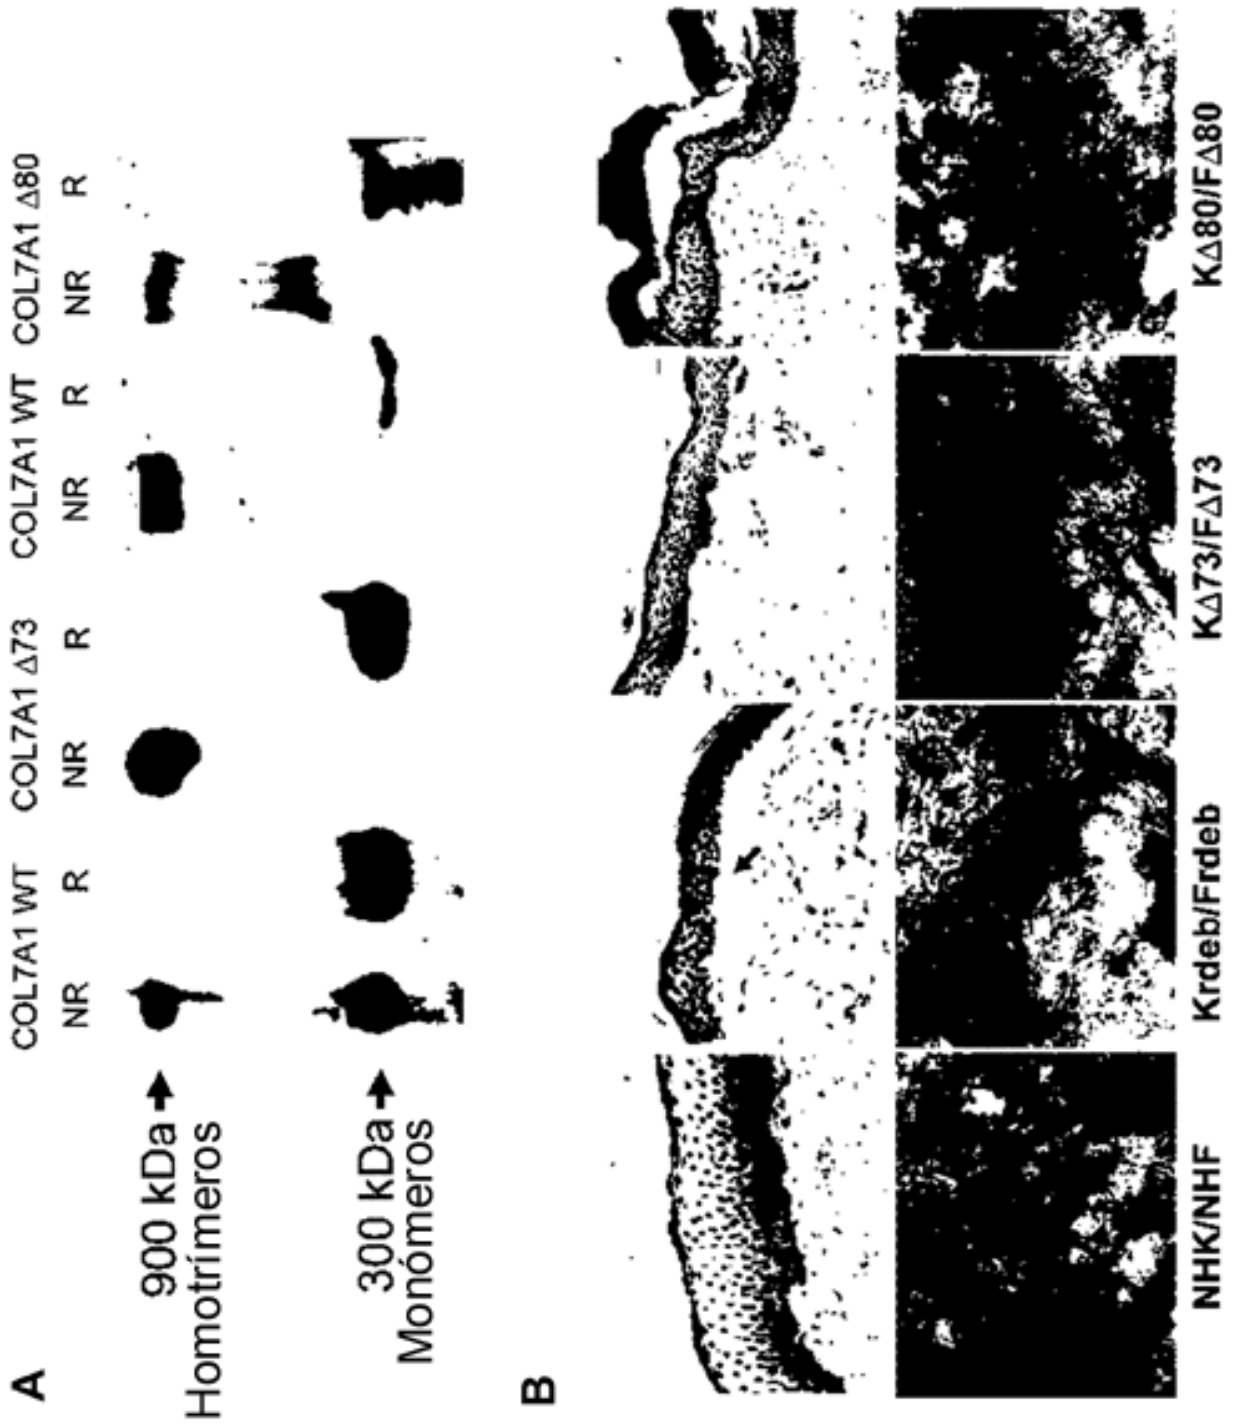 A
COL7A1 WT COL7A1 Δ73 COL7A1 WT COL7A1 Δ80
NR R NR R NR R NR R
900 kDa
Homotrímeros
300 kDa
Monómeros
B
NHK/NHF Krdeb/Frdeb KΔ73/FΔ73 KΔ80/FΔ80